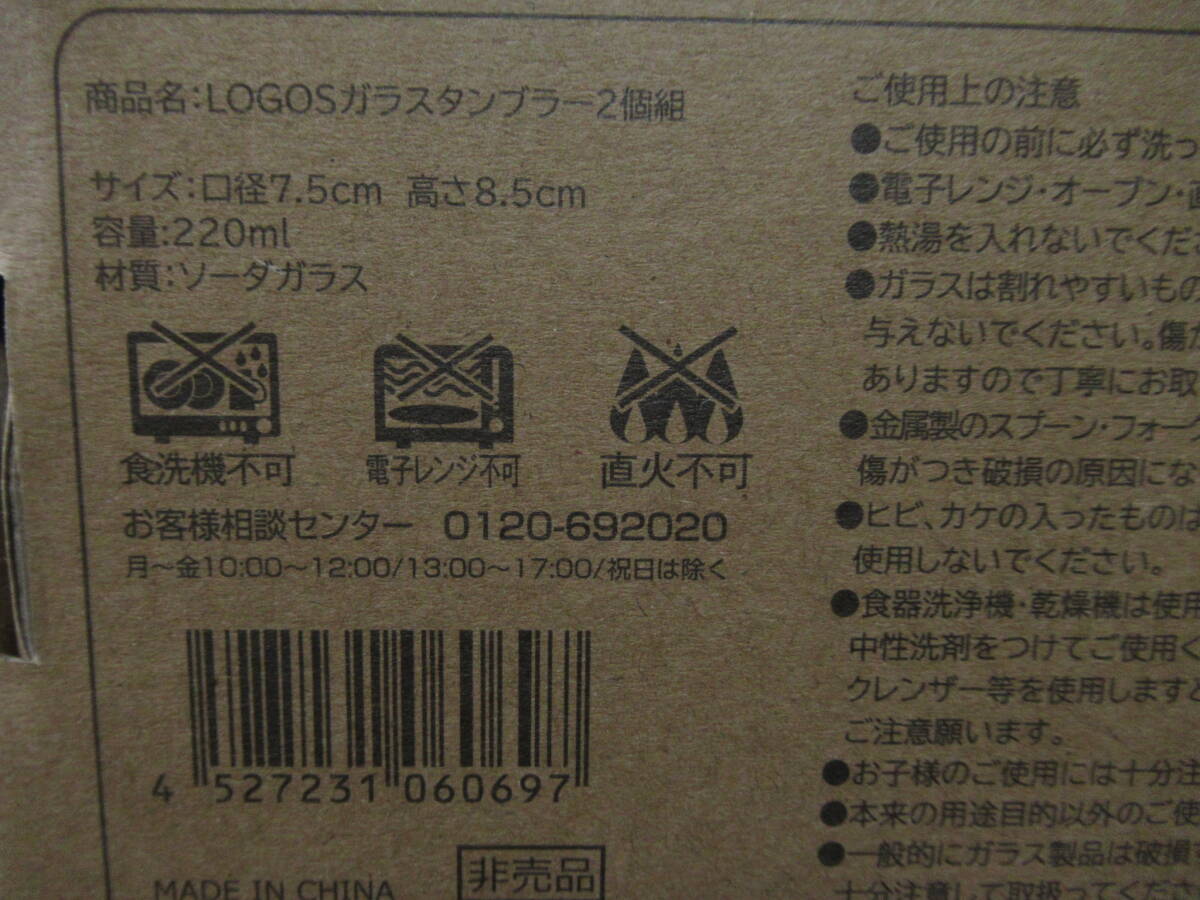 商品名：LOGOSガラスタンブラー2個組
サイズ：口径7.5cm 高さ8.5cm
容量：220ml
材質：ソーダガラス
食洗機不可
電子レンジ不可
直火不可
お客様相談センター 0120-692020
月～金10:00～12:00/13:00～17:00/祝日は除く
4 527231 060697
MADE IN CHINA
非売品
ご使用上の注意
●ご使用の前に必ず洗っ
●電子レンジ・オーブン・
●熱湯を入れないでくださ
●ガラスは割れやすいもの
与えないでください。傷が
ありますので丁寧にお取
●金属製のスプーン・フォー
傷がつき破損の原因にな
●ヒビ、カケの入ったものは
使用しないでください。
●食器洗浄機・乾燥機は使用
中性洗剤をつけてご使用く
クレンザー等を使用しますと
ご注意願います。
●お子様のご使用には十分注
●本来の用途目的以外のご使
●一般的にガラス製品は破損
十分注意して取扱ってくださ